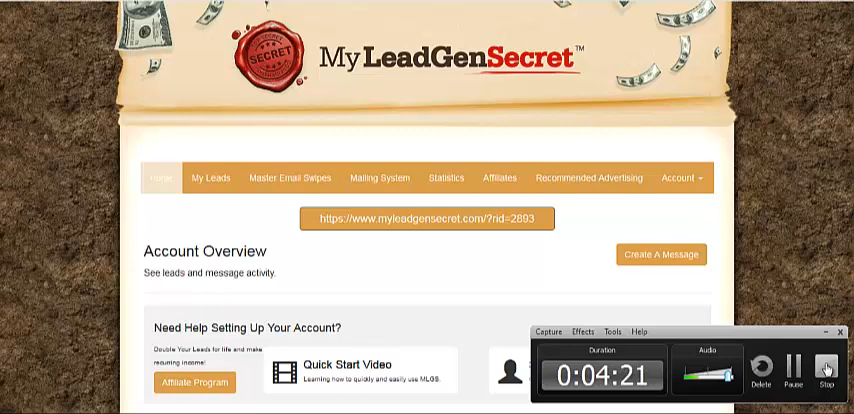 SECRET
MyLeadGenSecret™
Home My Leads Master Email Swipes Mailing System Statistics Affiliates Recommended Advertising Account
https://www.myleadgensecret.com/?rid=2893
Account Overview
Create A Message
See leads and message activity.
Need Help Setting Up Your Account?
Double Your Leads for life and make
recurring income!
Affiliate Program
Quick Start Video
Learning how to quickly and easily use MLGS.
Capture Effects Tools Help
Duration Audio
0:04:21
Delete Pause Stop